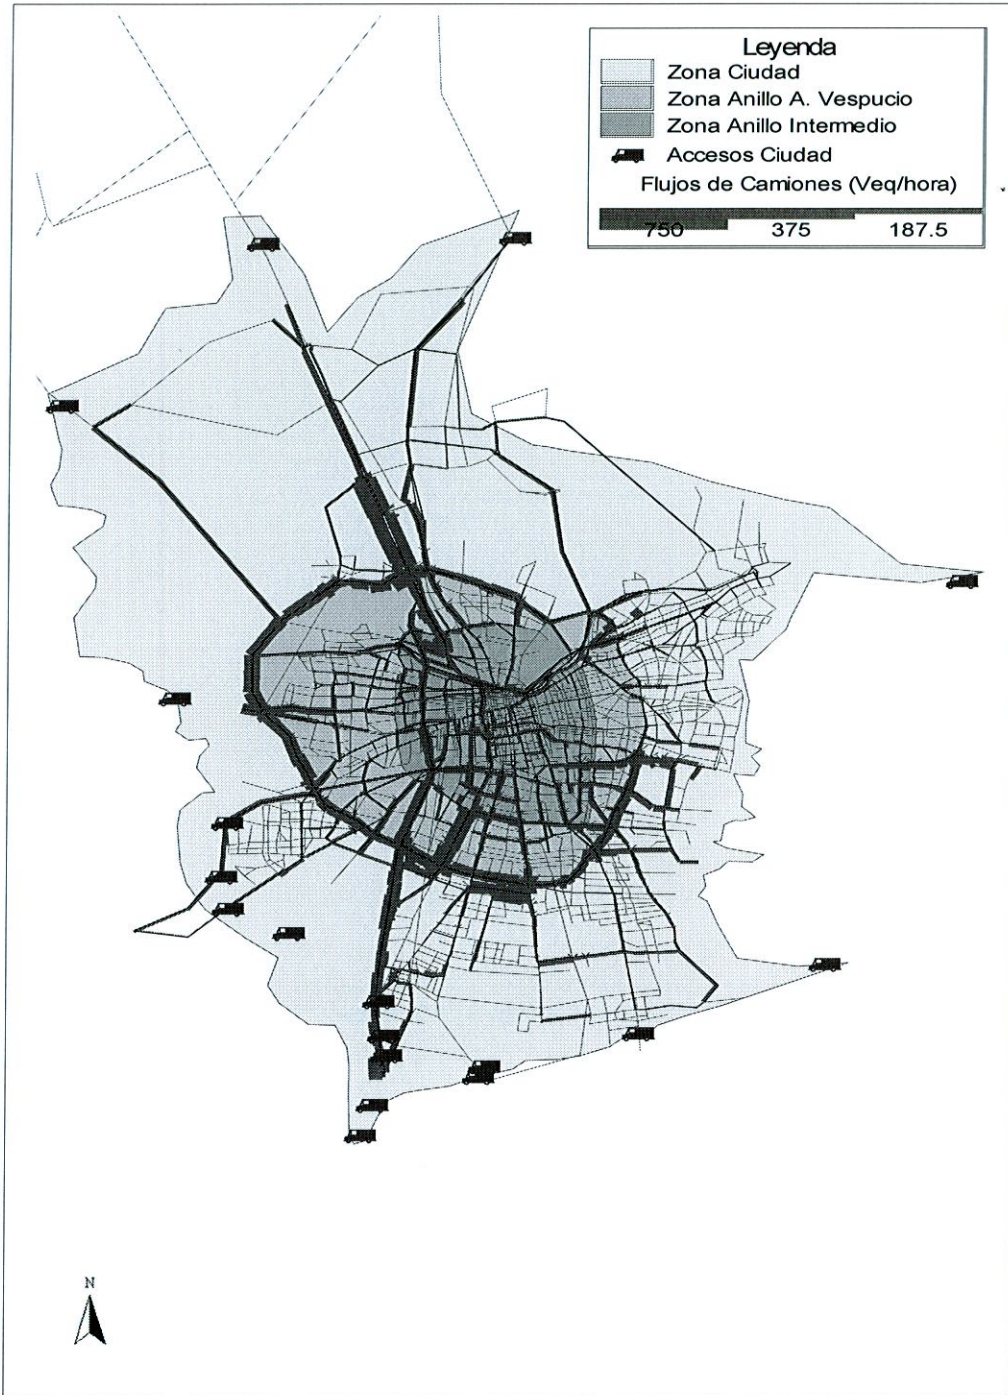 Leyenda
Zona Ciudad
Zona Anillo A. Vespucio
Zona Anillo Intermedio
Accesos Ciudad
Flujos de Camiones (Veq/hora)
750 375 187.5
N